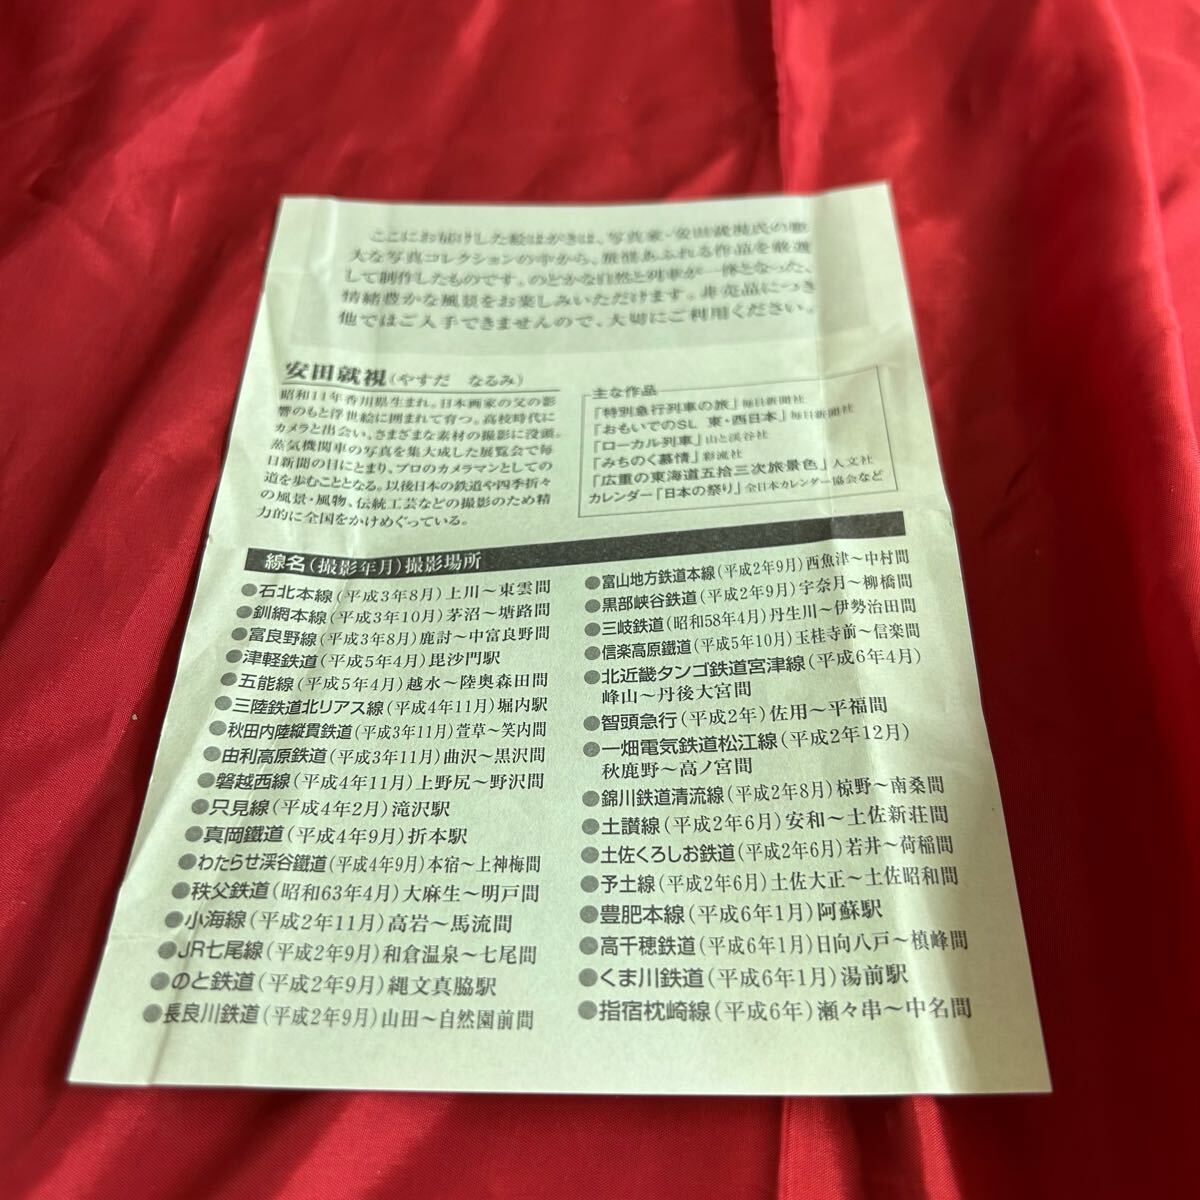 ここにお届けした絵はがきは、写真家・安田就視氏の膨
大な写真コレクションの中から、旅情あふれる作品を厳選
して制作したものです。のどかな自然と列車が一体となった、
情緒豊かな風景をお楽しみいただけます。非売品につき
他ではご入手できませんので、大切にご利用ください。
安田就視(やすだ なるみ)
昭和11年香川県生まれ。日本画家の父の影
響のもと浮世絵に囲まれて育つ。高校時代に
カメラと出会い、さまざまな素材の撮影に没頭。
蒸気機関車の写真を集大成した展覧会で毎
日新聞の目にとまり、プロのカメラマンとしての
道を歩むこととなる。以後日本の鉄道や四季折々
の風景・風物、伝統工芸などの撮影のため精
力的に全国をかけめぐっている。
主な作品
「特別急行列車の旅」毎日新聞社
「おもいでのSL 東・西日本」毎日新聞社
「ローカル列車」山と渓谷社
「みちのく慕情」彩流社
「広重の東海道五拾三次旅景色」人文社
カレンダー「日本の祭り」全日本カレンダー協会など
線名(撮影年月)撮影場所
●石北本線(平成3年8月)上川～東雲間
●釧網本線(平成3年10月)茅沼～塘路間
●富良野線(平成3年8月)鹿討～中富良野間
●津軽鉄道(平成5年4月)毘沙門駅
●五能線(平成5年4月)越水～陸奥森田間
●三陸鉄道北リアス線(平成4年11月)堀内駅
●秋田内陸縦貫鉄道(平成3年11月)萱草～笑内間
●由利高原鉄道(平成3年11月)曲沢～黒沢間
●磐越西線(平成4年11月)上野尻～野沢間
●只見線(平成4年2月)滝沢駅
●真岡鐵道(平成4年9月)折本駅
●わたらせ渓谷鐵道(平成4年9月)本宿～上神梅間
●秩父鉄道(昭和63年4月)大麻生～明戸間
●小海線(平成2年11月)高岩～馬流間
●JR七尾線(平成2年9月)和倉温泉～七尾間
●のと鉄道(平成2年9月)縄文真脇駅
●長良川鉄道(平成2年9月)山田～自然園前間
●富山地方鉄道本線(平成2年9月)西魚津～中村間
●黒部峡谷鉄道(平成2年9月)宇奈月～柳橋間
●三岐鉄道(昭和58年4月)丹生川～伊勢治田間
●信楽高原鐵道(平成5年10月)玉桂寺前～信楽間
●北近畿タンゴ鉄道宮津線(平成6年4月)
峰山～丹後大宮間
●智頭急行(平成2年)佐用～平福間
●一畑電気鉄道松江線(平成2年12月)
秋鹿野～高ノ宮間
●錦川鉄道清流線(平成2年8月)椋野～南桑間
●土讃線(平成2年6月)安和～土佐新荘間
●土佐くろしお鉄道(平成2年6月)若井～荷稲間
●予土線(平成2年6月)土佐大正～土佐昭和間
●豊肥本線(平成6年1月)阿蘇駅
●高千穂鉄道(平成6年1月)日向八戸～槙峰間
●くま川鉄道(平成6年1月)湯前駅
●指宿枕崎線(平成6年)瀬々串～中名間